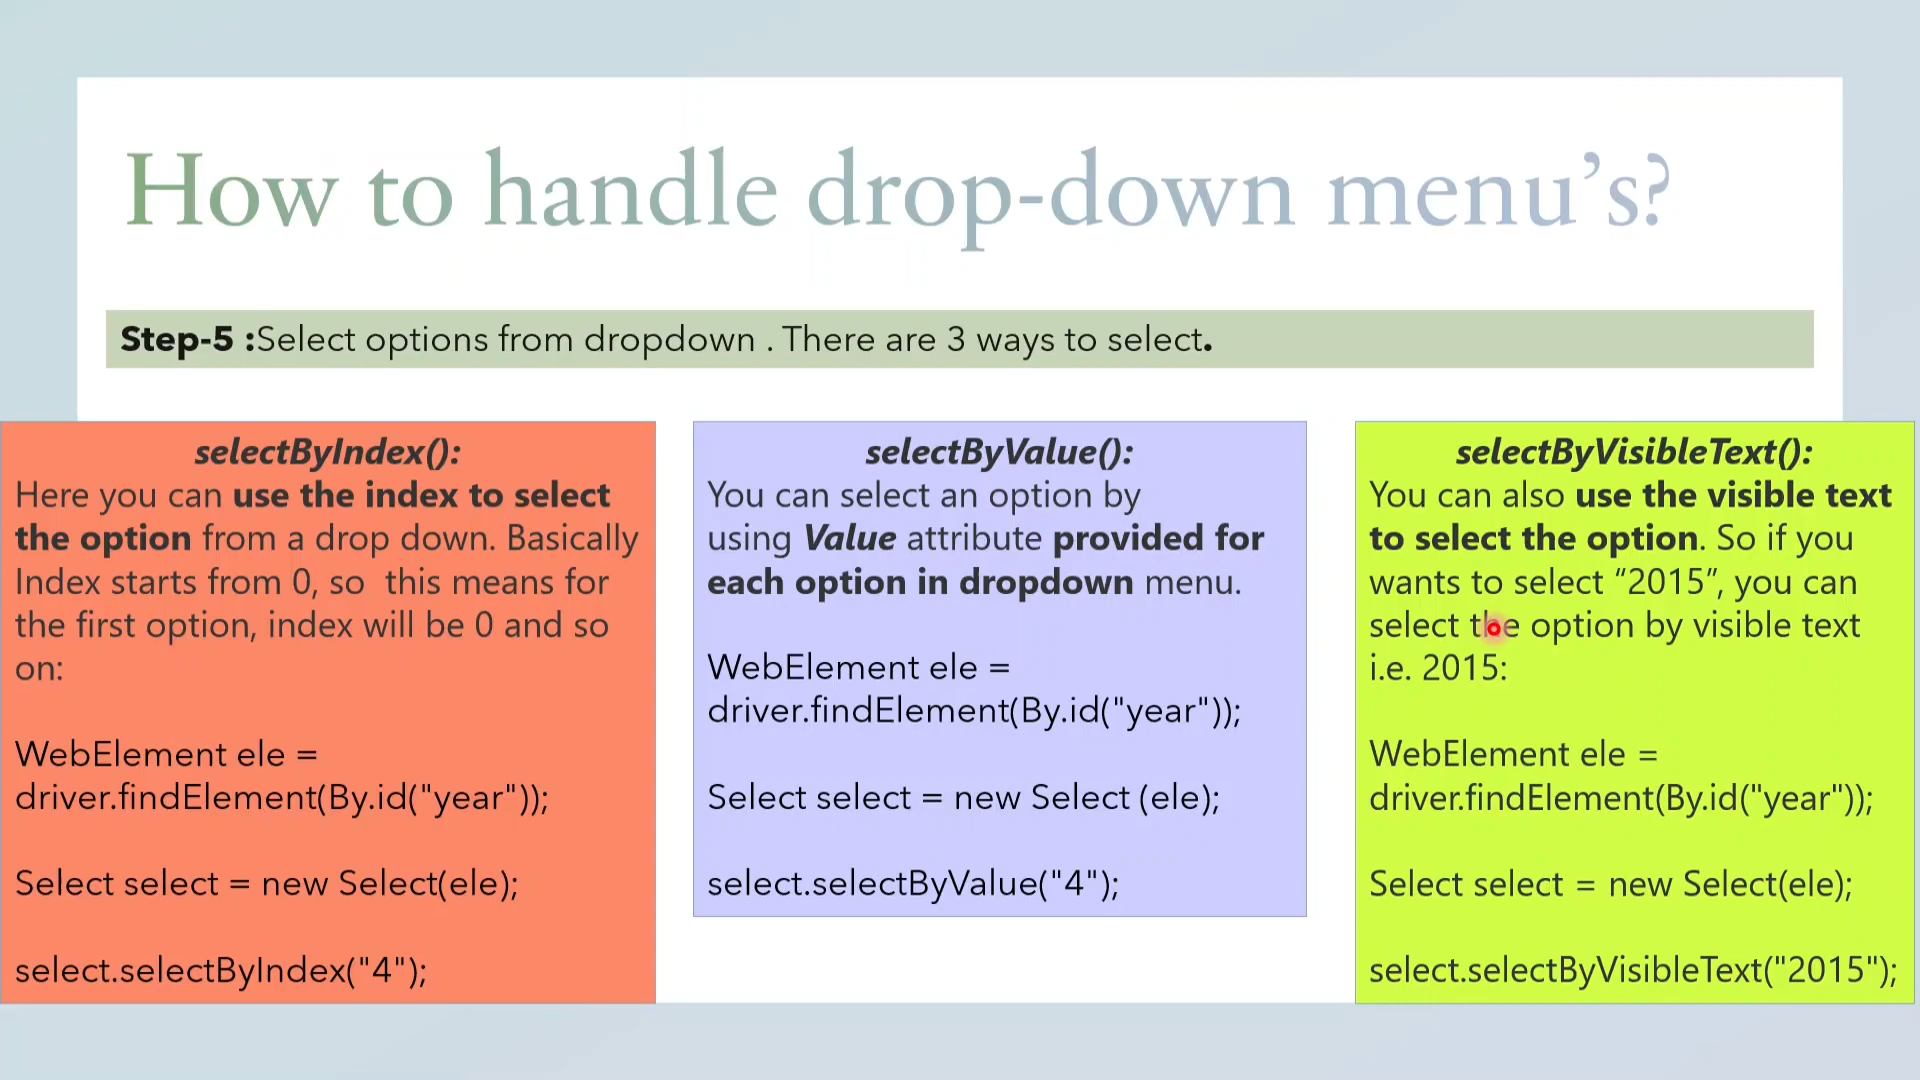 How to handle drop-down menu’s?
Step-5 :Select options from dropdown . There are 3 ways to select.
selectByIndex():
Here you can use the index to select
the option from a drop down. Basically
Index starts from 0, so  this means for
the first option, index will be 0 and so
on:
WebElement ele =
driver.findElement(By.id("year"));
Select select = new Select(ele);
select.selectByIndex("4");
selectByValue():
You can select an option by
using Value attribute provided for
each option in dropdown menu.
WebElement ele =
driver.findElement(By.id("year"));
Select select = new Select (ele);
select.selectByValue("4");
selectByVisibleText():
You can also use the visible text
to select the option. So if you
wants to select “2015”, you can
select the option by visible text
i.e. 2015:
WebElement ele =
driver.findElement(By.id("year"));
Select select = new Select(ele);
select.selectByVisibleText("2015");